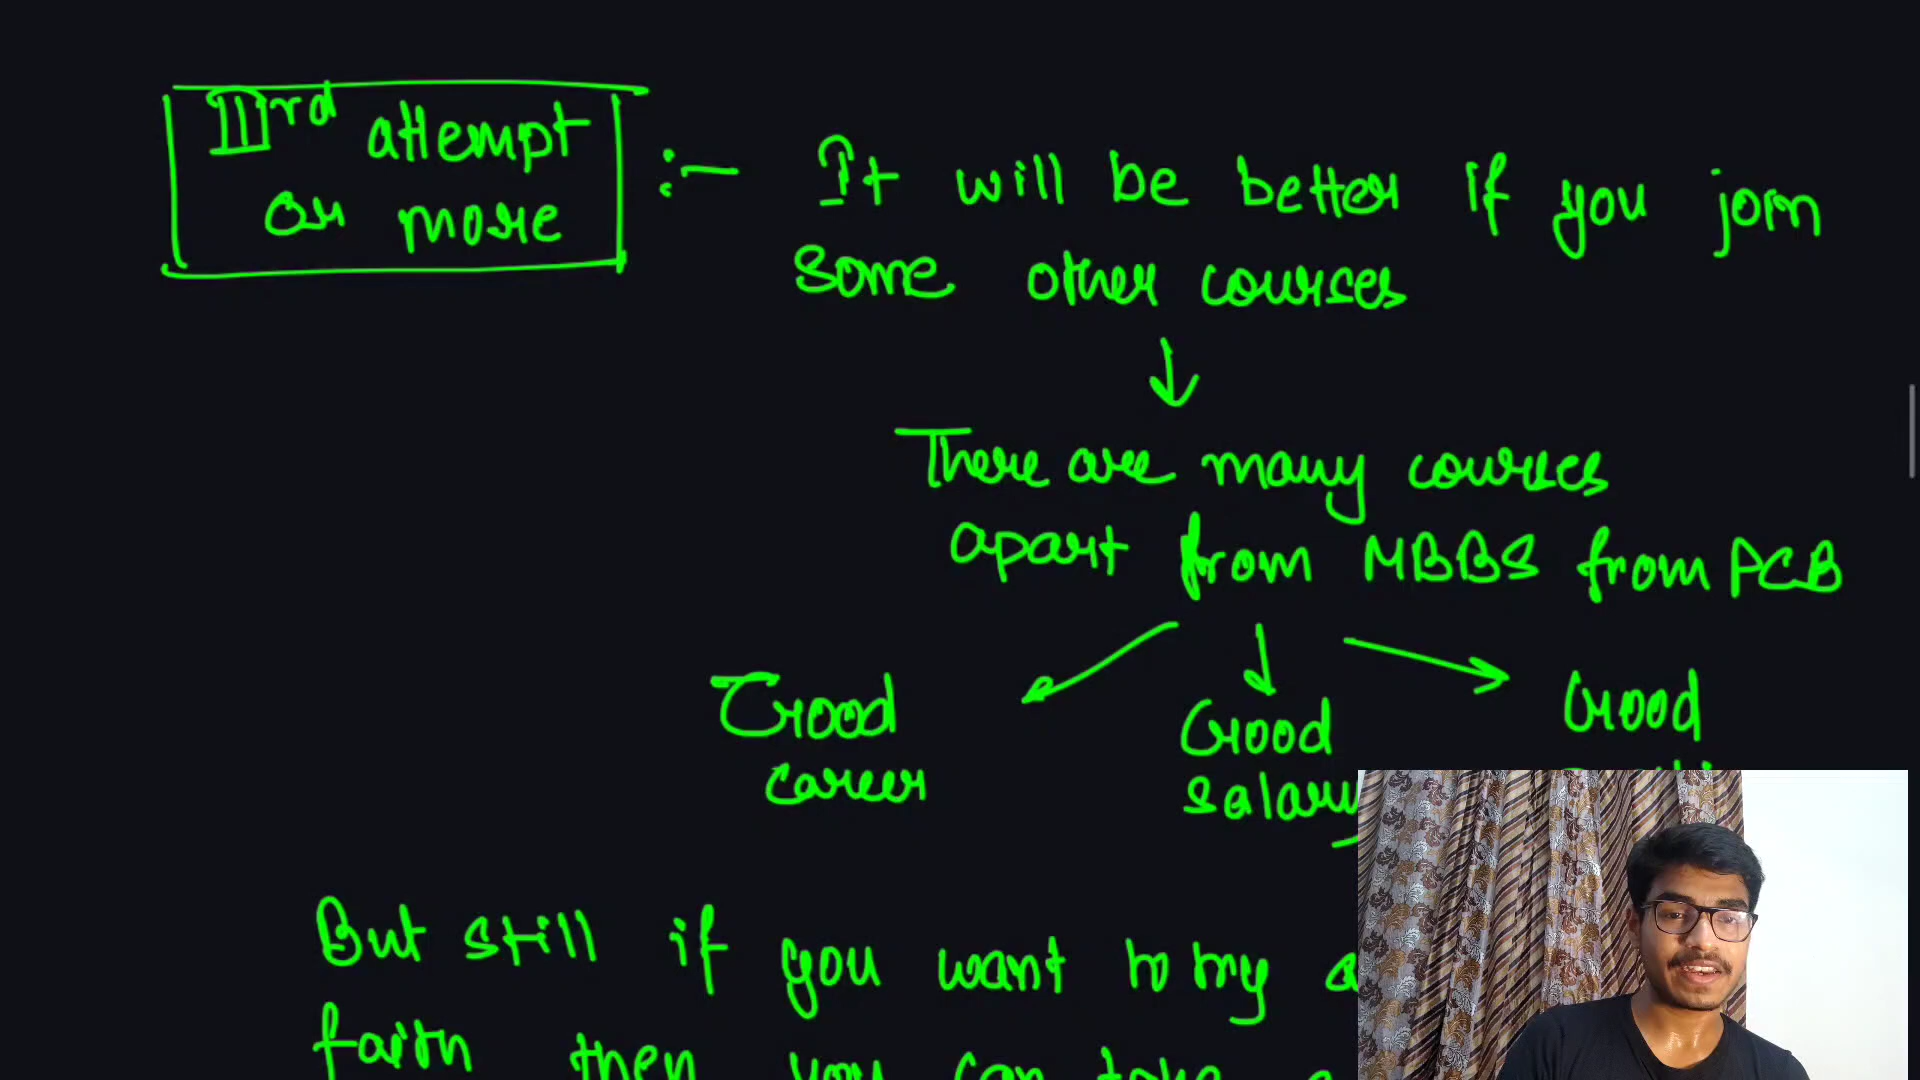 IIIrd attempt
or more
:- It will be better if you join
some other courses
There are many courses
apart from MBBS from PCB
Good
career
Good
salary
Good
But still if you want to try
faith then you can take